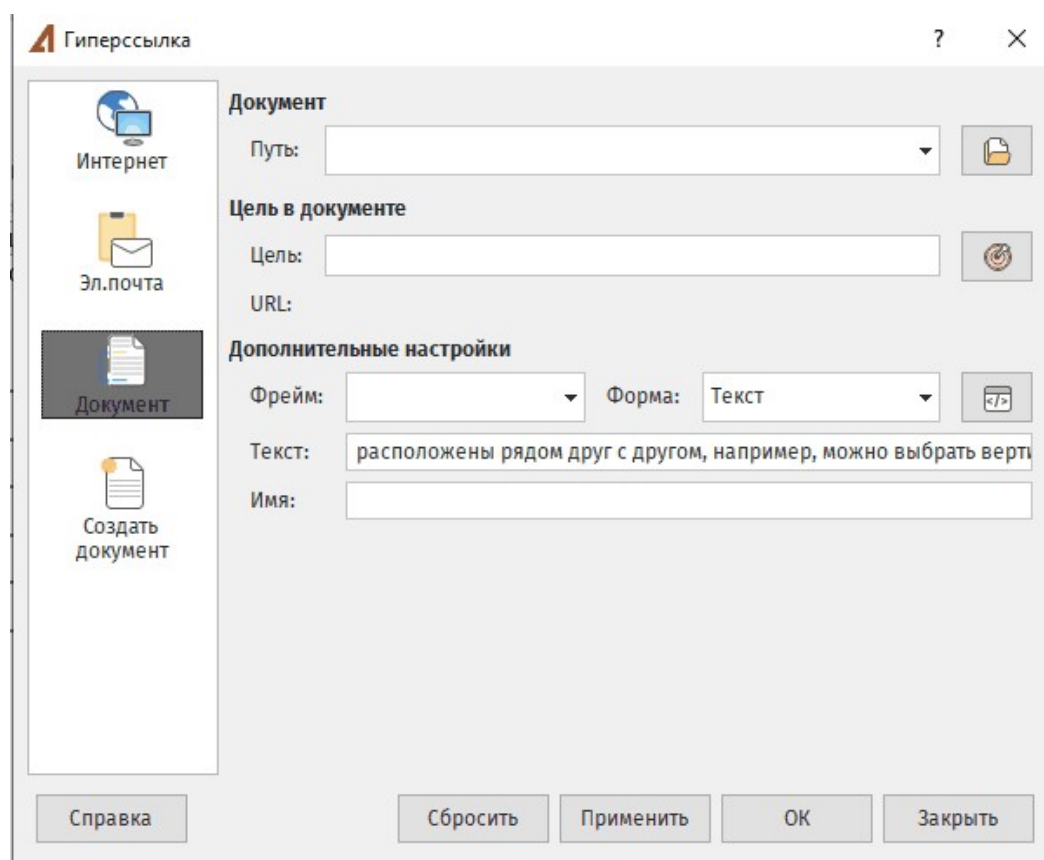 Гиперссылка ? ×
Интернет
Эл.почта
Документ
Создать
документ
Документ
Путь:
Цель в документе
Цель:
URL:
Дополнительные настройки
Фрейм: Форма: Текст
Текст: расположены рядом друг с другом, например, можно выбрать верти
Имя:
Справка Сбросить Применить ОК Закрыть